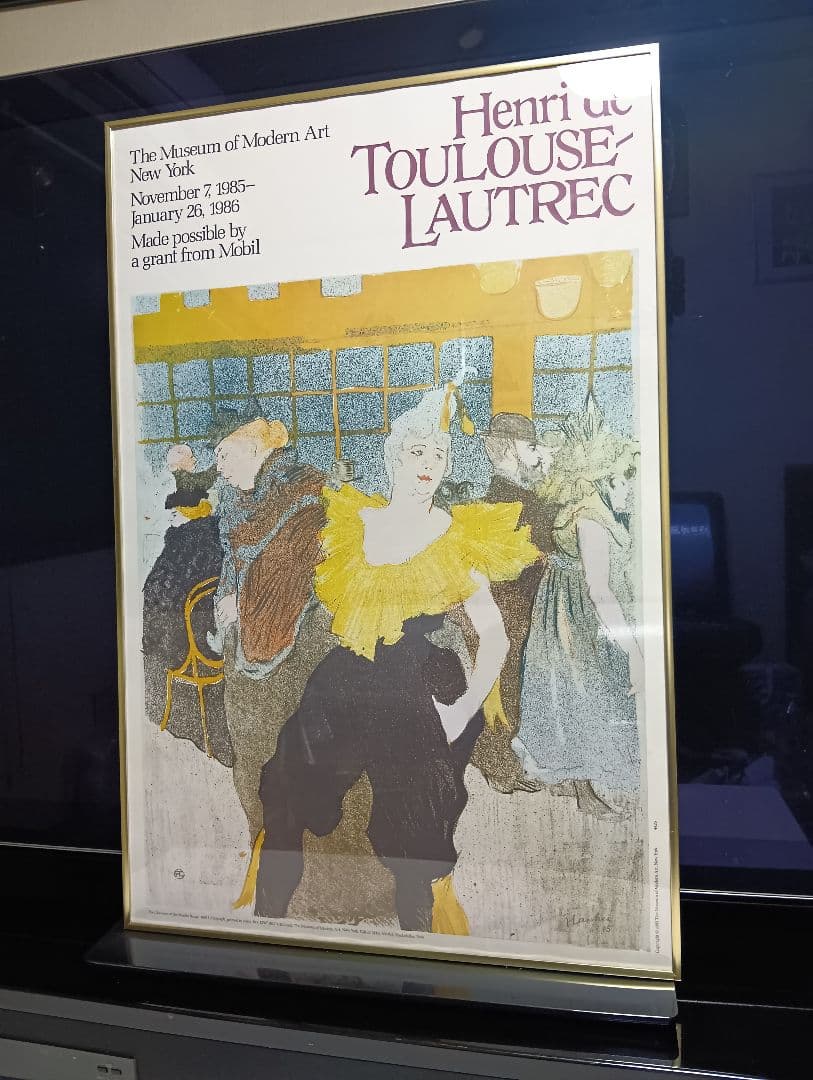 The Museum of Modern Art
New York
November 7, 1985–
January 26, 1986
Made possible by
a grant from Mobil
Henri de
TOULOUSE-
LAUTREC